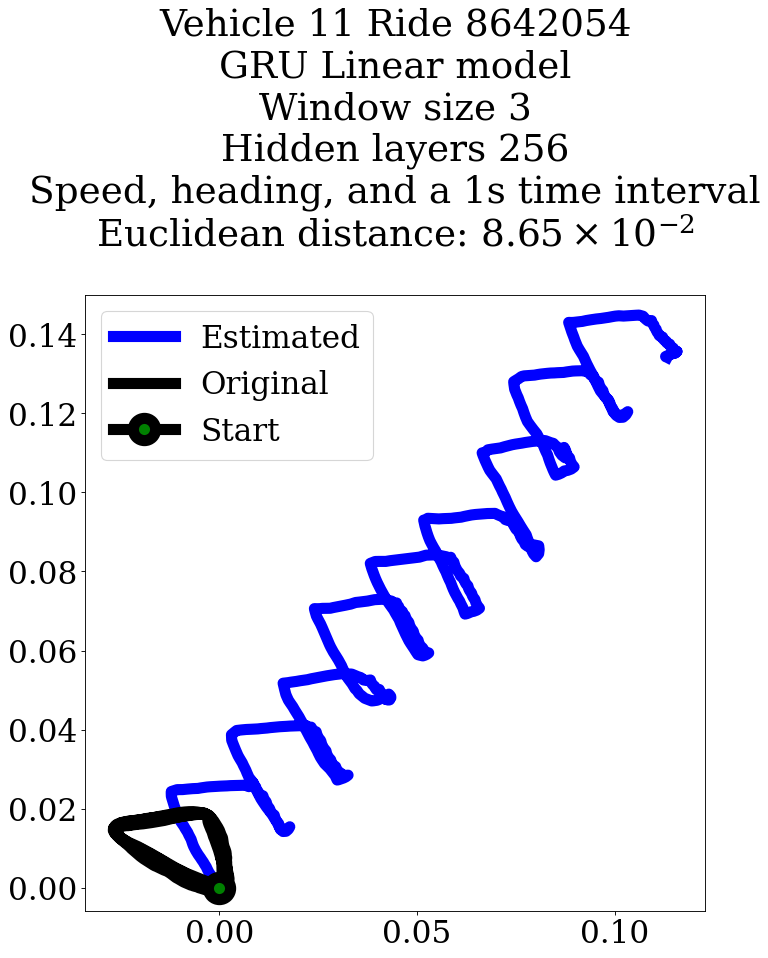 Vehicle 11 Ride 8642054
GRU Linear model
Window size 3
Hidden layers 256
Speed, heading, and a 1s time interval
Euclidean distance: 8.65 × 10⁻²
Estimated
Original
Start
0.14
0.12
0.10
0.08
0.06
0.04
0.02
0.00
0.00 0.05 0.10